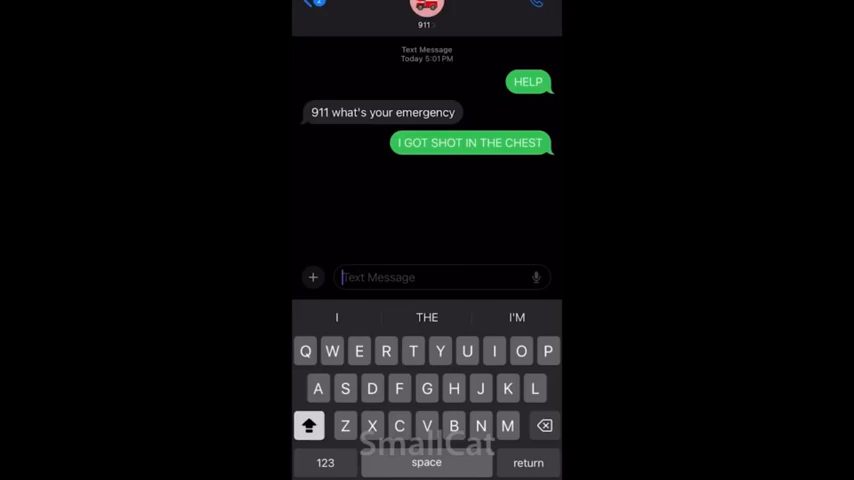 2
911
Text Message
Today 5:01 PM
HELP
911 what's your emergency
I GOT SHOT IN THE CHEST
Text Message
I THE I'M
Q W E R T Y U I O P
A S D F G H J K L
Z X C V B N M
SmallCat
123 space return